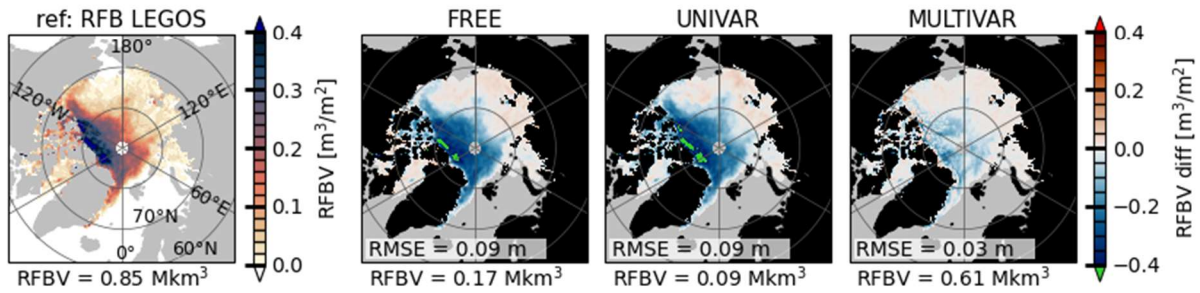 ref: RFB LEGOS
180°
120°W
120°E
60°E
70°N
0°
60°N
RFBV = 0.85 Mkm³
0.4
0.3
0.2
0.1
0.0
RFBV [m³/m²]
FREE
RMSE = 0.09 m
RFBV = 0.17 Mkm³
UNIVAR
RMSE = 0.09 m
RFBV = 0.09 Mkm³
MULTIVAR
RMSE = 0.03 m
RFBV = 0.61 Mkm³
0.4
0.2
0.0
−0.2
−0.4
RFBV diff [m³/m²]